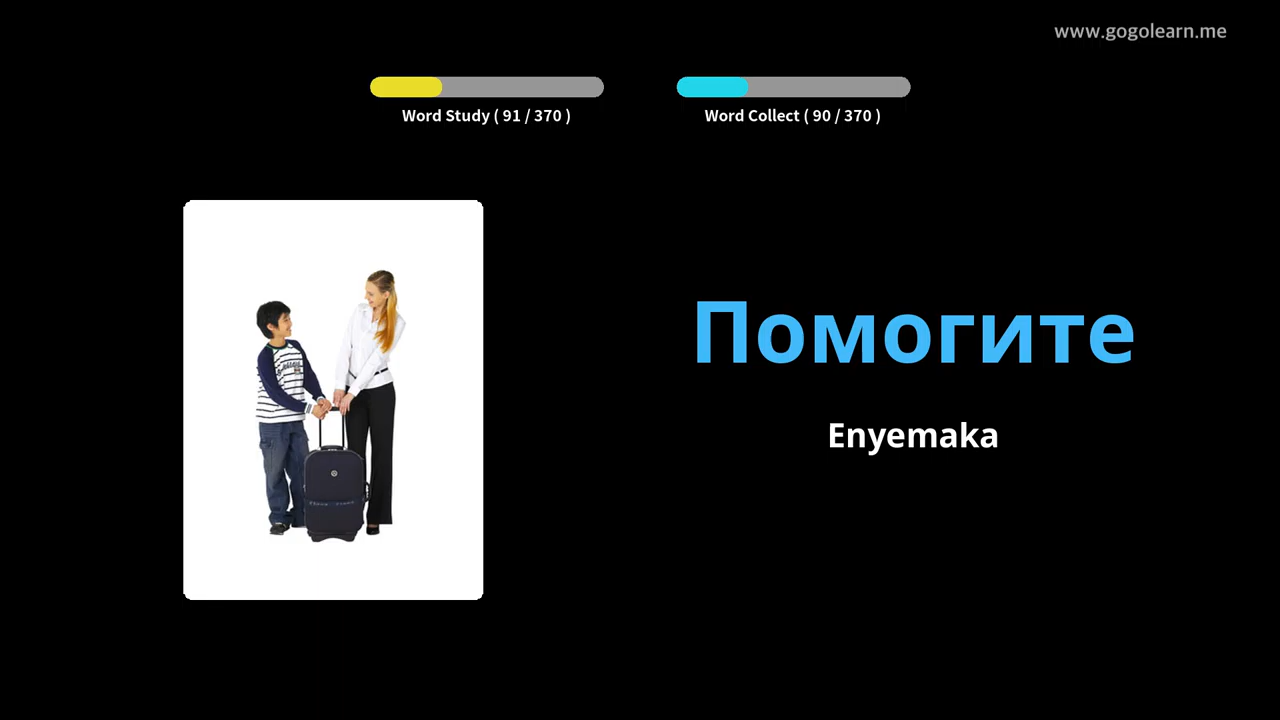 www.gogolearn.me
Word Study ( 91 / 370 )
Word Collect ( 90 / 370 )
Помогите
Enyemaka